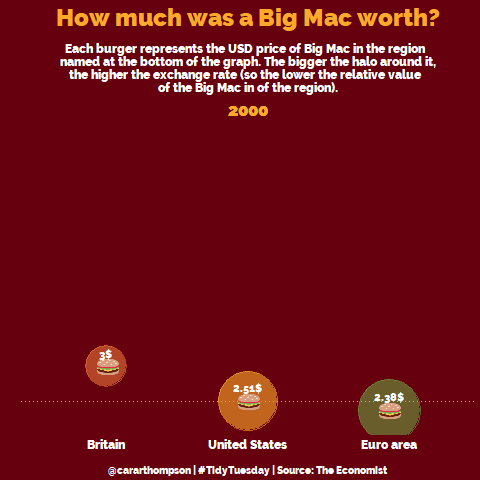 How much was a Big Mac worth?
Each burger represents the USD price of Big Mac in the region
named at the bottom of the graph. The bigger the halo around it,
the higher the exchange rate (so the lower the relative value
of the Big Mac in of the region).
2000
3$
2.51$
2.38$
Britain United States Euro area
@cararthompson | #TidyTuesday | Source: The Economist